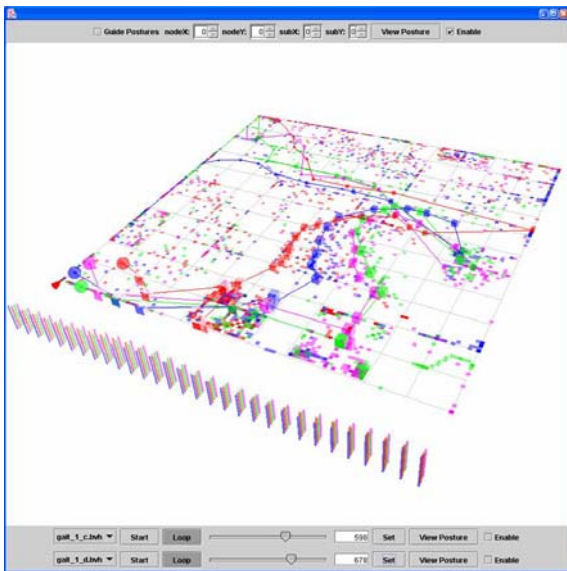 Guide Postures nodeX: 0 nodeY: 0 subX: 0 subY: 0 View Posture Enable
gait_1_c.bvh Start Loop 598 Set View Posture Enable
gait_1_d.bvh Start Loop 678 Set View Posture Enable